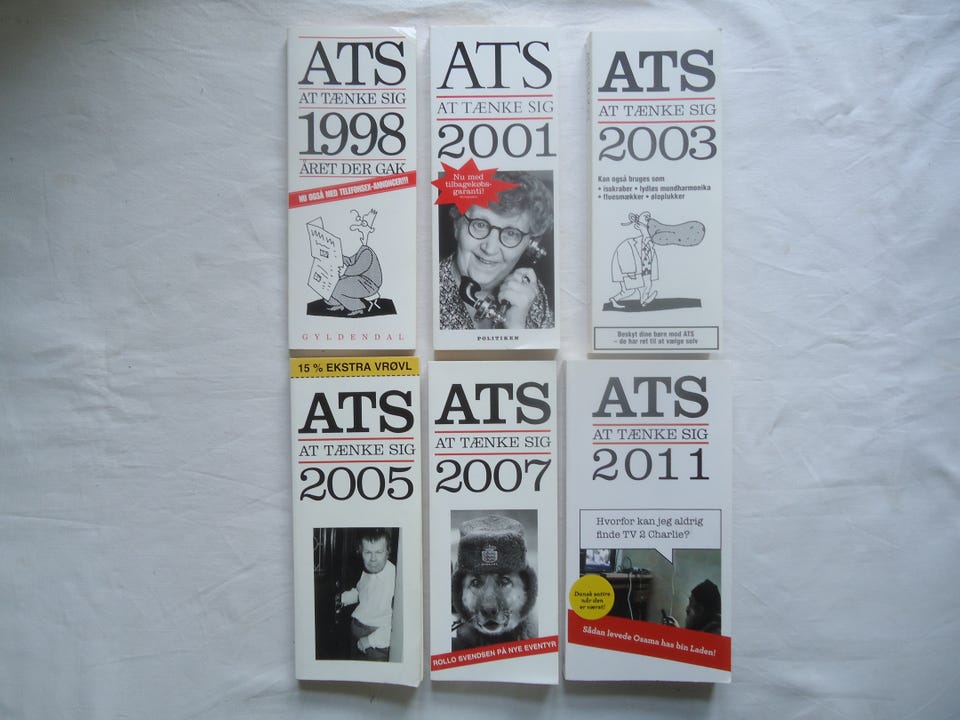 ATS
AT TÆNKE SIG
1998
ÅRET DER GAK
NU OGSÅ MED TELEFONSEX-ANNONCER!!!
GYLDENDAL
ATS
AT TÆNKE SIG
2001
Nu med
tilbagekøbs-
garanti!
POLITIKEN
ATS
AT TÆNKE SIG
2003
Kan også bruges som
• isskraber • lydløs mundharmonika
• fluesmækker • øloplukker
Beskyt dine børn mod ATS
– de har ret til at vælge selv
15 % EKSTRA VRØVL
ATS
AT TÆNKE SIG
2005
ATS
AT TÆNKE SIG
2007
ROLLO SVENDSEN PÅ NYE EVENTYR
ATS
AT TÆNKE SIG
2011
Hvorfor kan jeg aldrig
finde TV 2 Charlie?
Dansk satire
når den
er værst!
Sådan levede Osama has bin Laden!